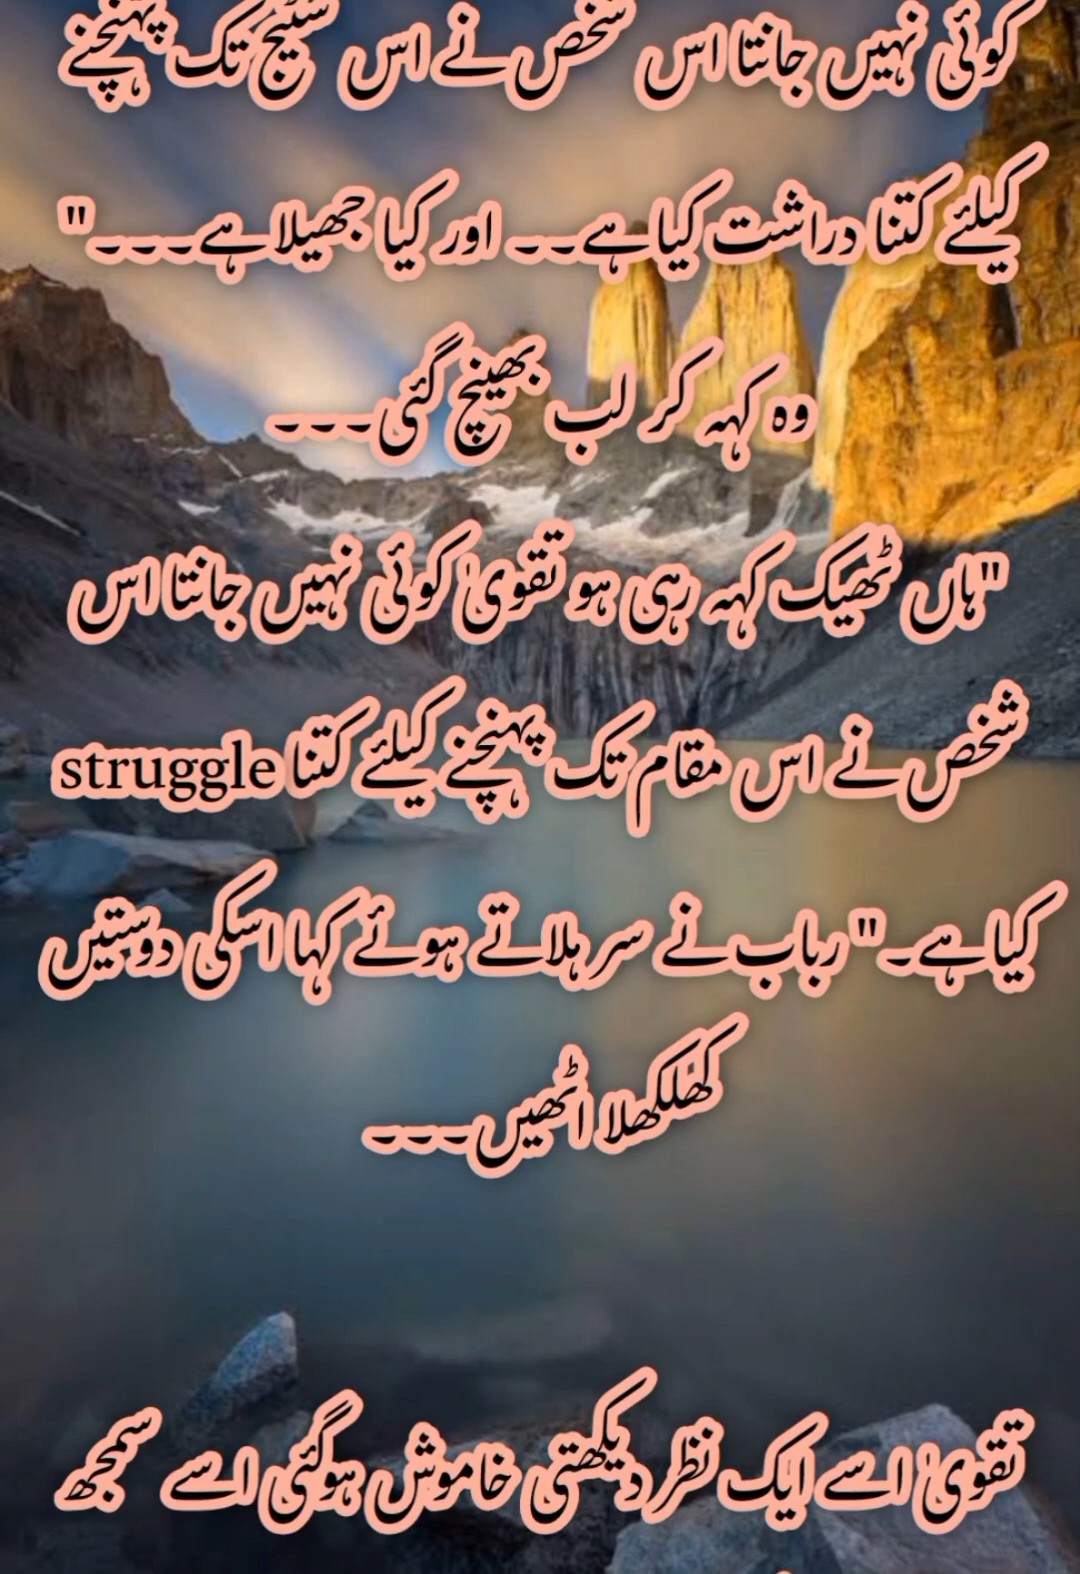 کوئی نہیں جانتا اس شخص نے اس سٹیج تک پہنچنے
کیلئے کتنا دراشت کیا ہے۔۔ اور کیا جھیلا ہے۔۔۔۔"
وہ کہہ کر لب بھینچ گئی۔۔۔۔
"ہاں ٹھیک کہہ رہی ہو تقویٰ کوئی نہیں جانتا اس
شخص نے اس مقام تک پہنچنے کیلئے کتنا struggle
کیا ہے۔" رباب نے سر ہلاتے ہوئے کہا اسکی دوستیں
کھلکھلا اٹھیں۔۔۔۔
تقویٰ اسے ایک نظر دیکھتی خاموش ہوگئی اسے سمجھ